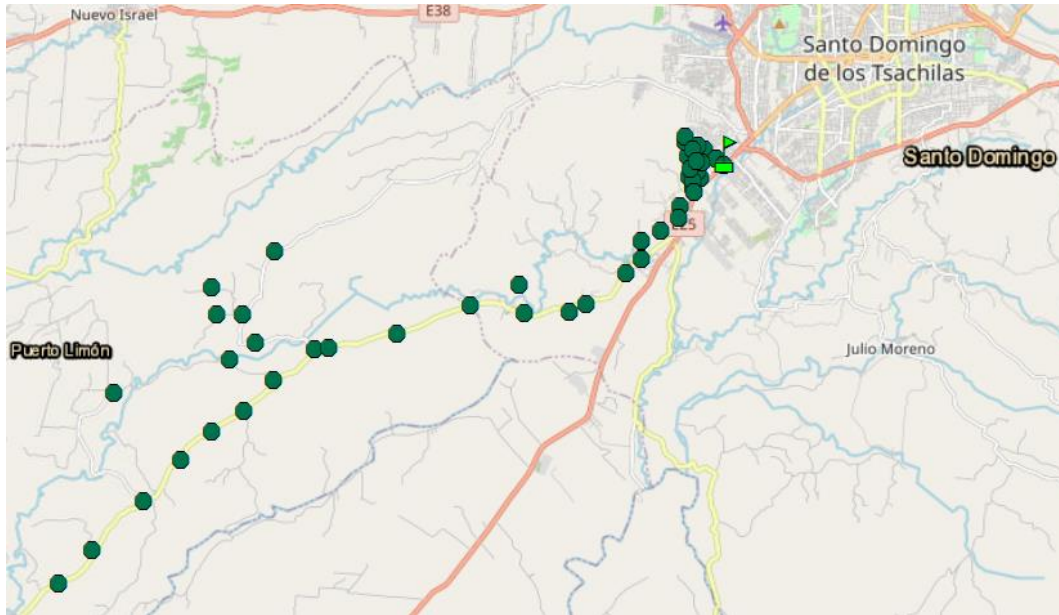 Nuevo Israel
E38
Santo Domingo
de los Tsachilas
Santo Domingo
E25
Puerto Limón
Julio Moreno